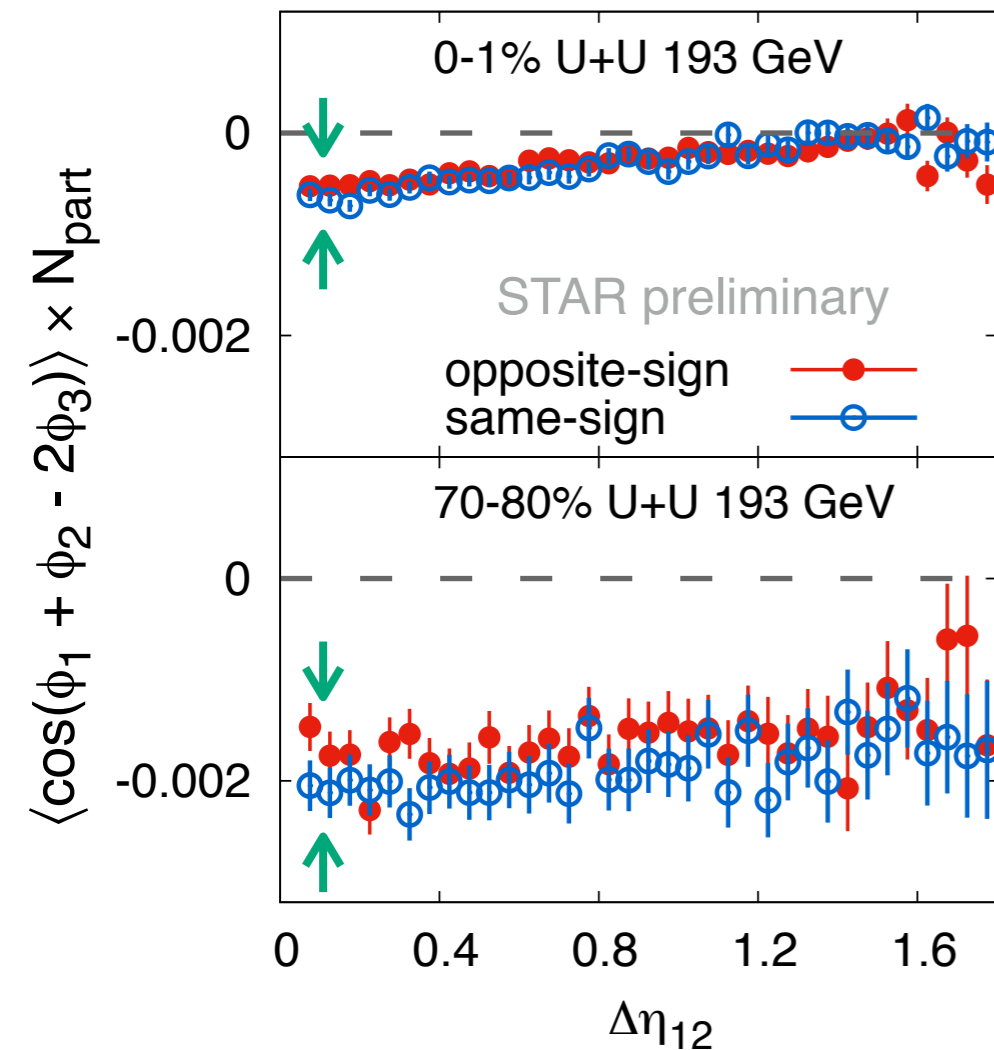 0-1% U+U 193 GeV
0
-0.002
STAR preliminary
opposite-sign
same-sign
70-80% U+U 193 GeV
0
-0.002
⟨cos(ϕ₁ + ϕ₂ - 2ϕ₃)⟩ × N_part
0 0.4 0.8 1.2 1.6
Δη₁₂